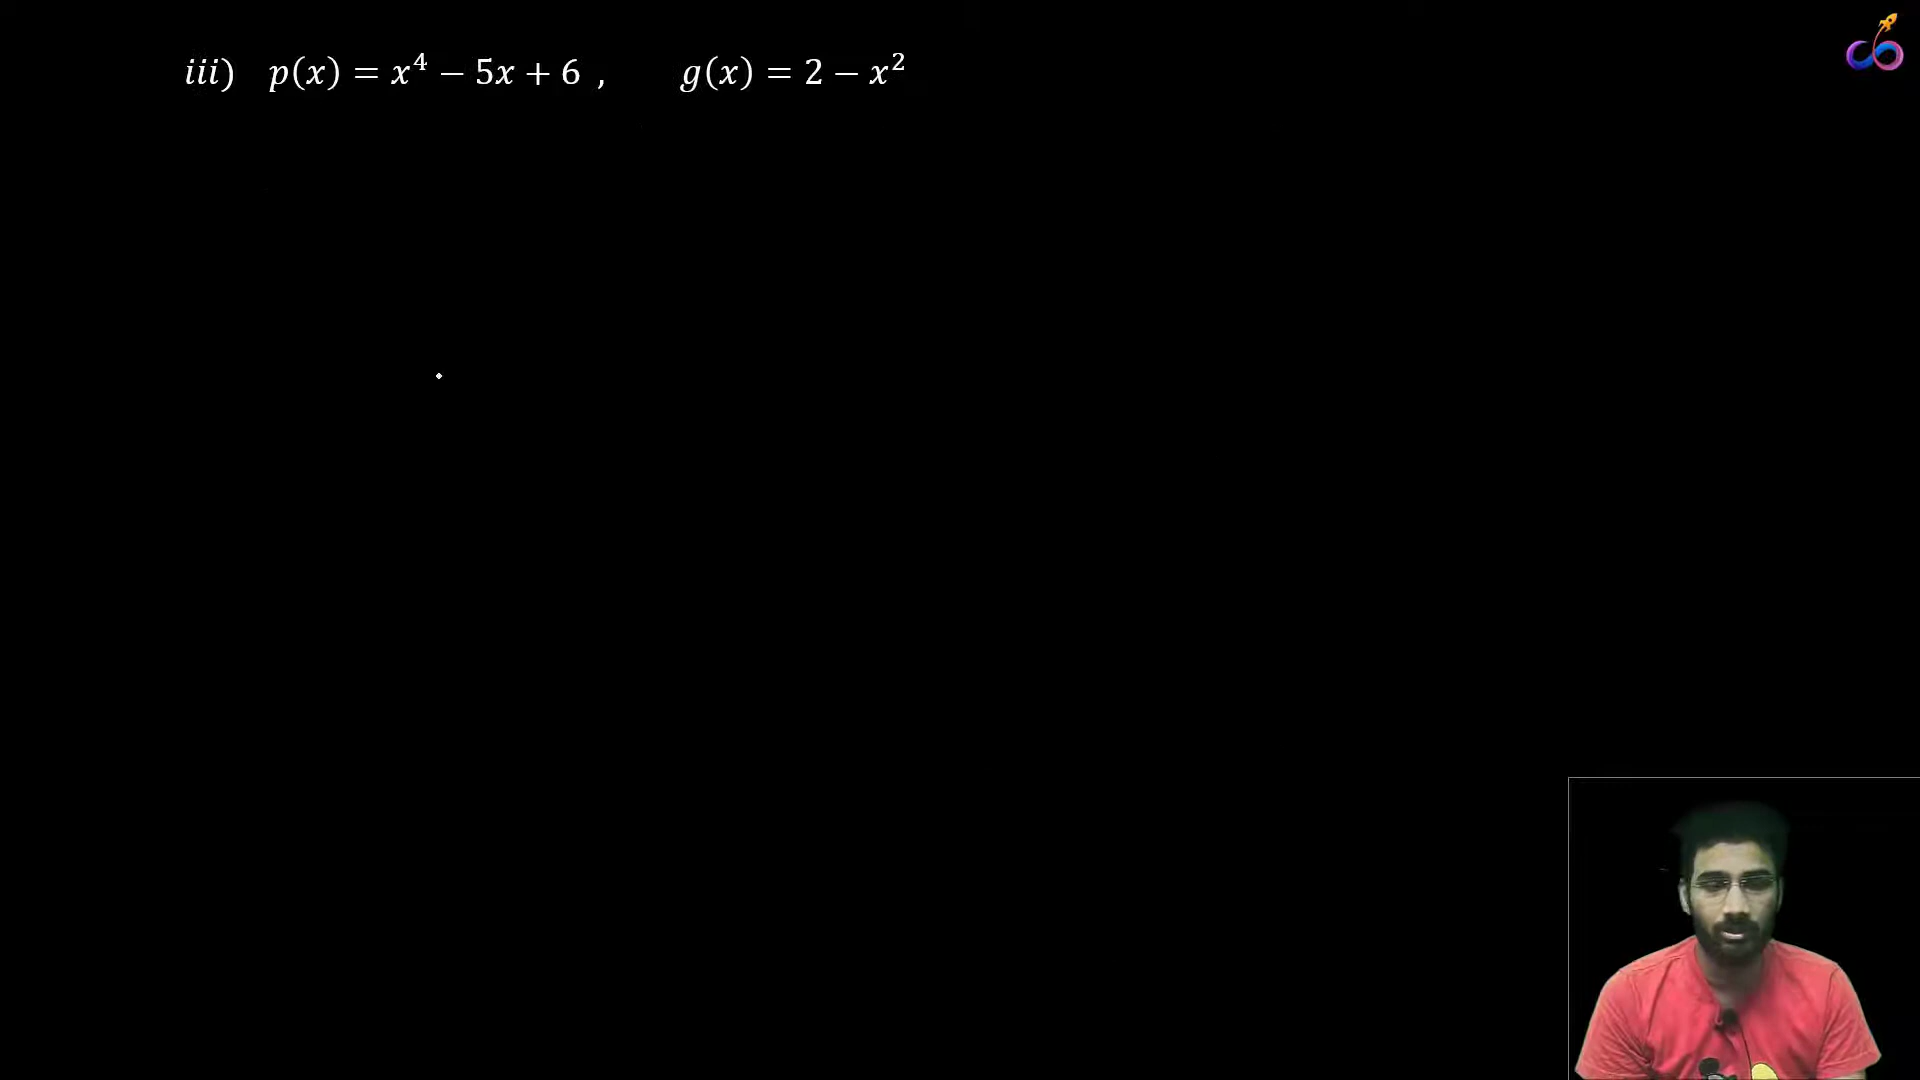 iii) p(x) = x⁴ − 5x + 6 , g(x) = 2 − x²